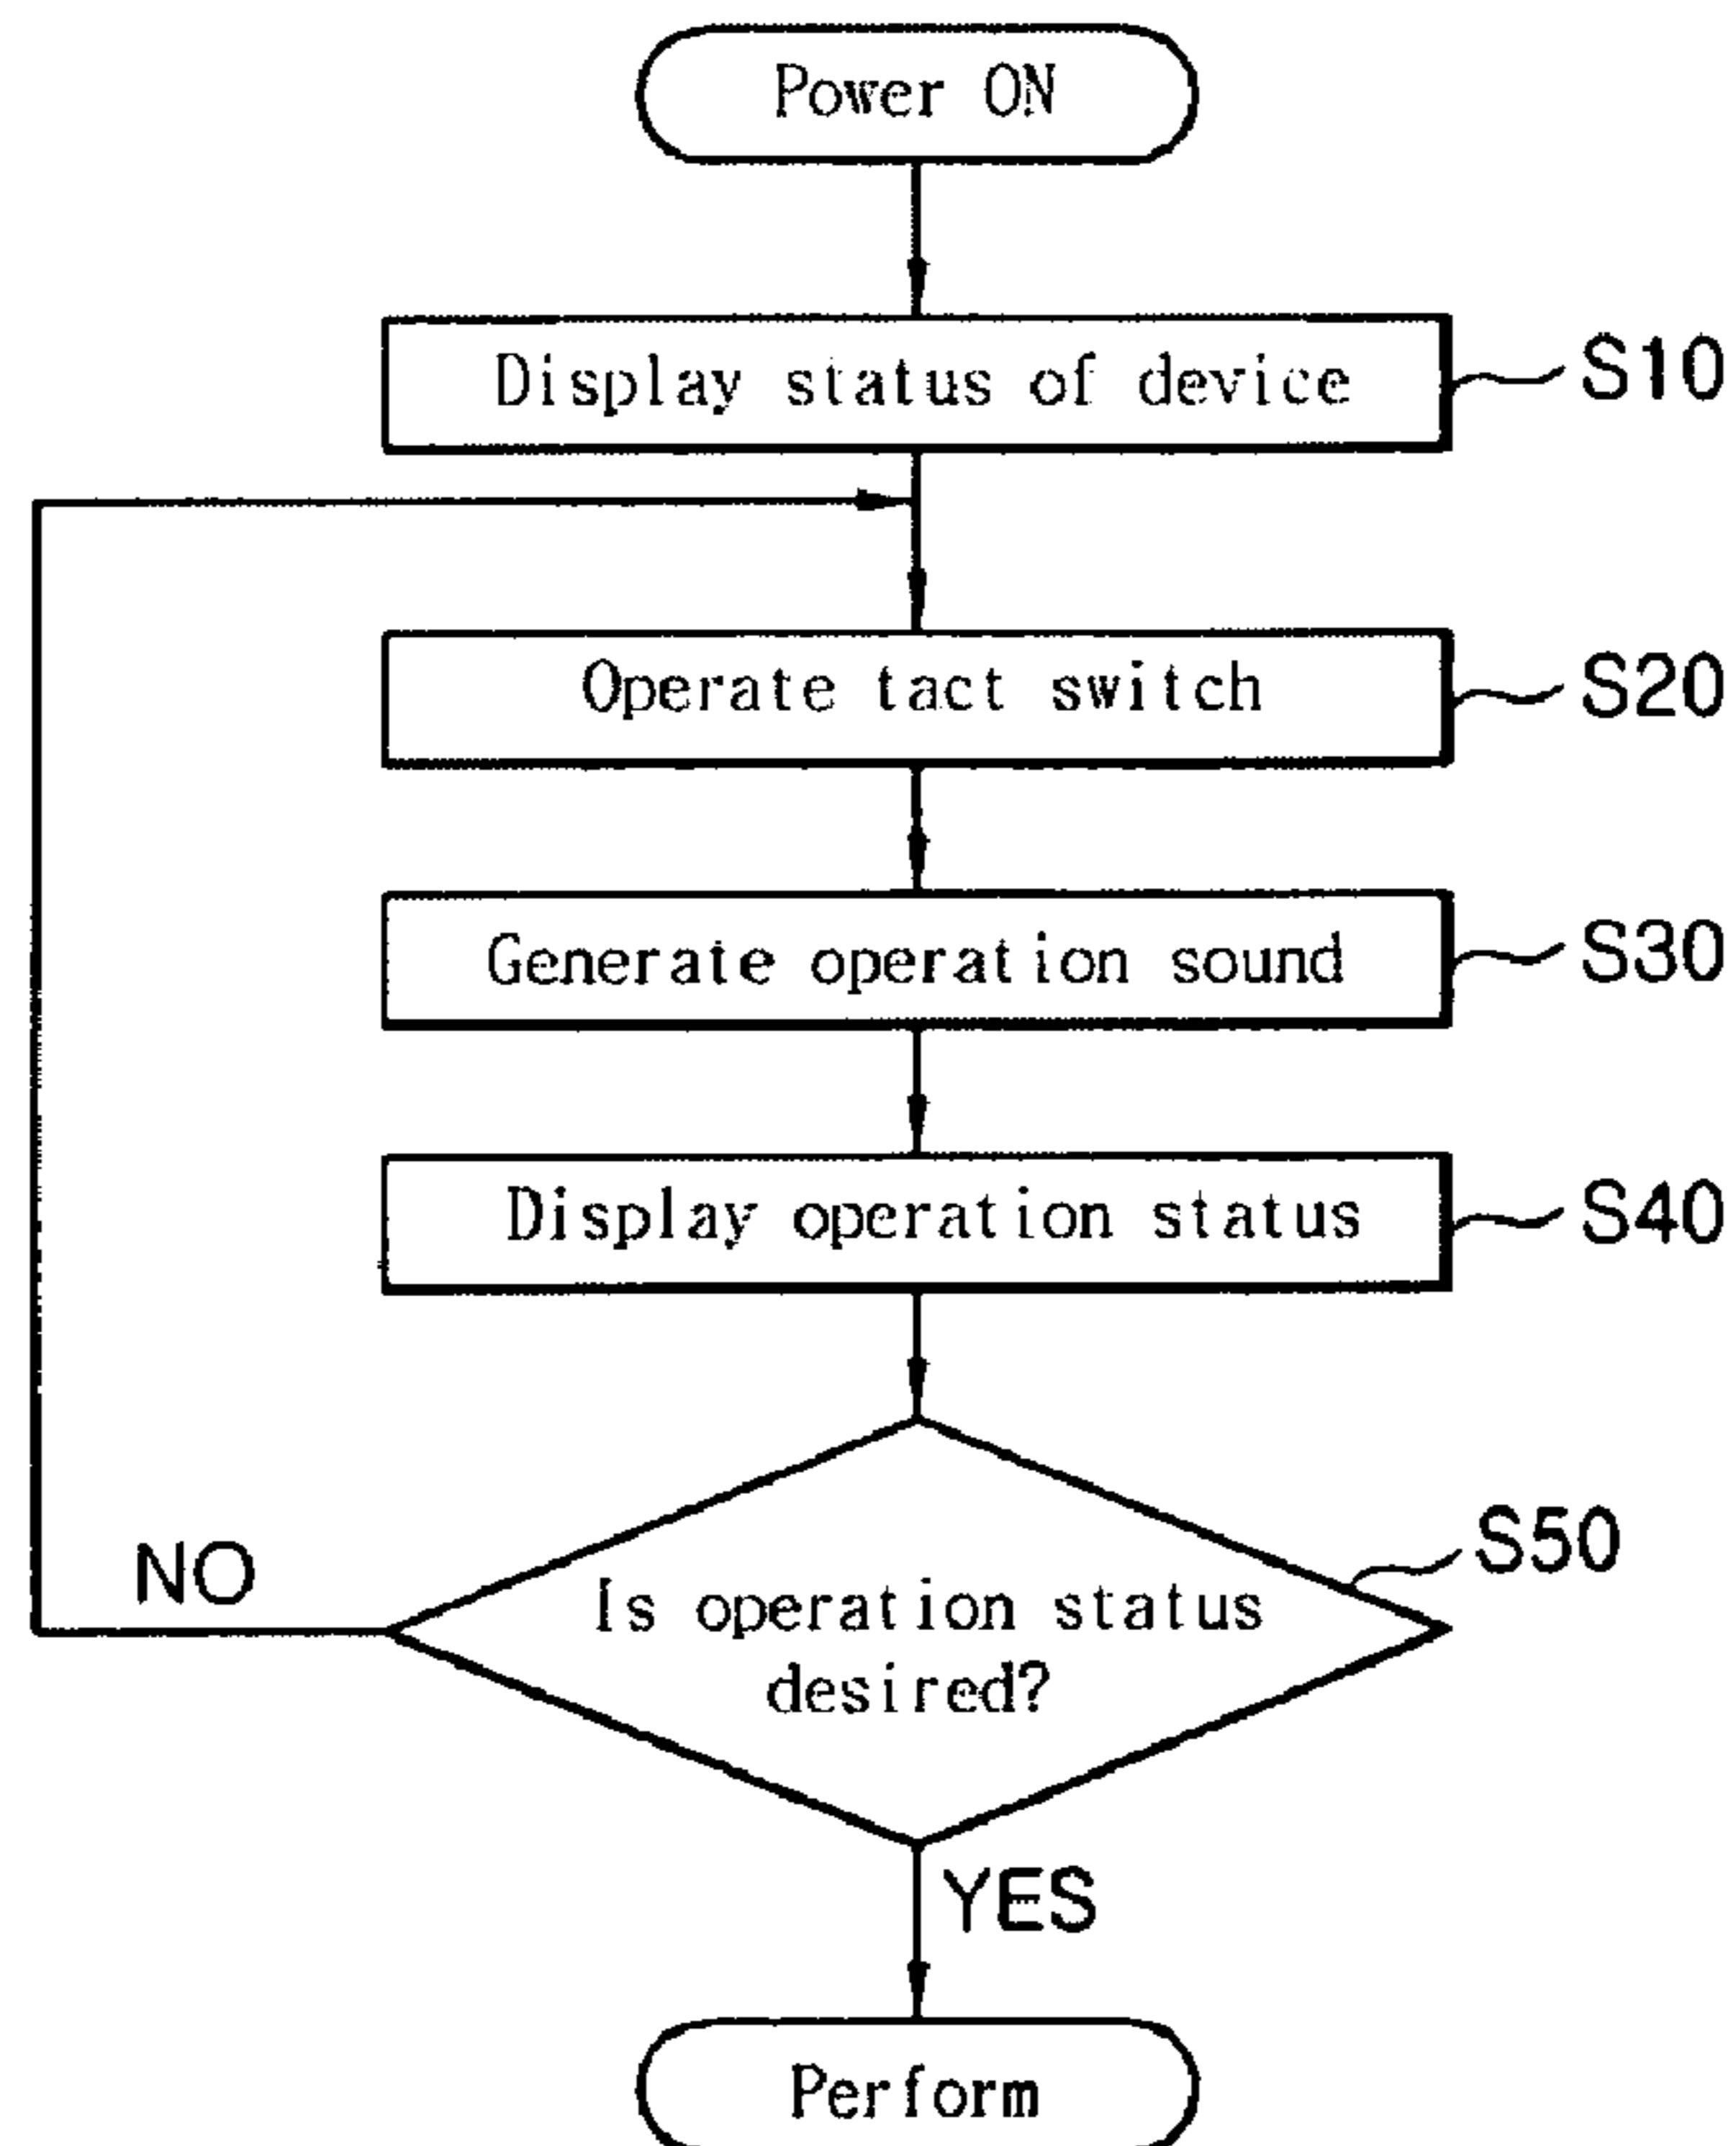 Power ON
Display status of device
S10
Operate tact switch
S20
Generate operation sound
S30
Display operation status
S40
S50
Is operation status
desired?
NO
YES
Perform